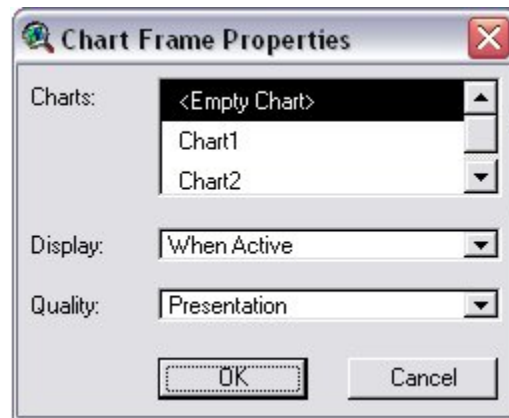 Chart Frame Properties
Charts:
<Empty Chart>
Chart1
Chart2
Display:
When Active
Quality:
Presentation
OK
Cancel